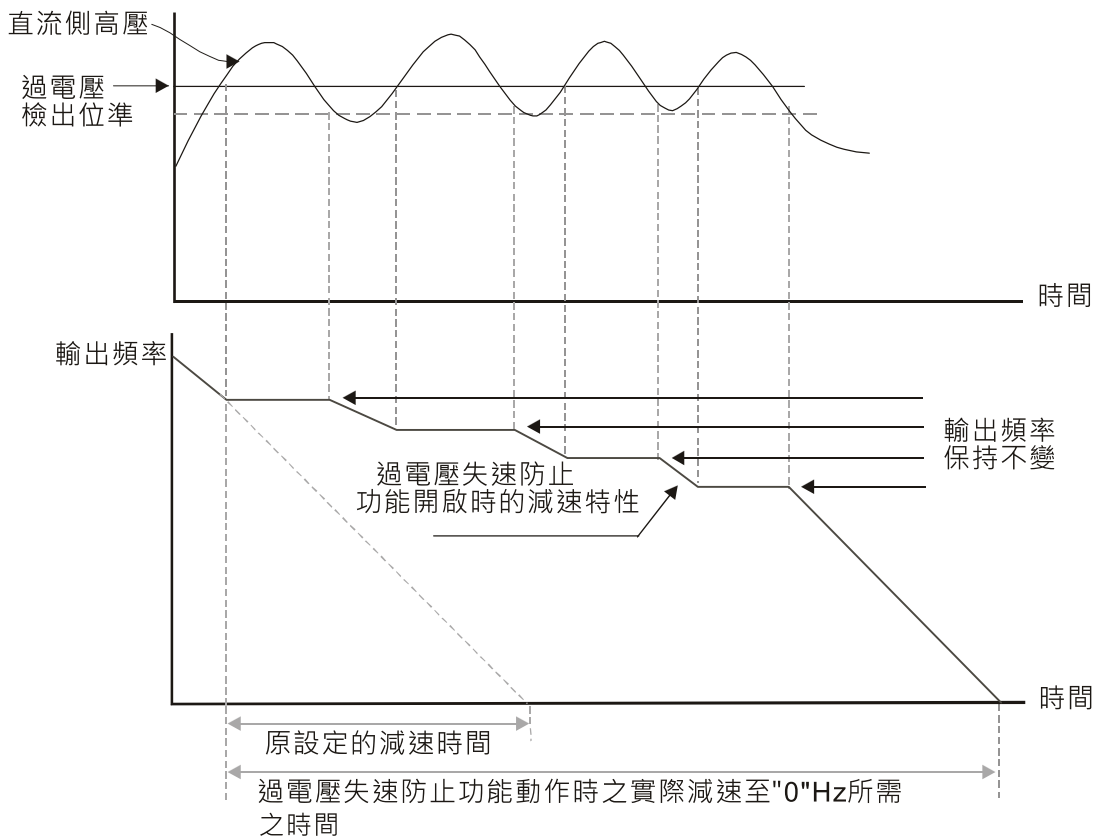 直流側高壓
過電壓
檢出位準
時間
輸出頻率
輸出頻率
保持不變
過電壓失速防止
功能開啟時的減速特性
時間
原設定的減速時間
過電壓失速防止功能動作時之實際減速至"0"Hz所需
之時間